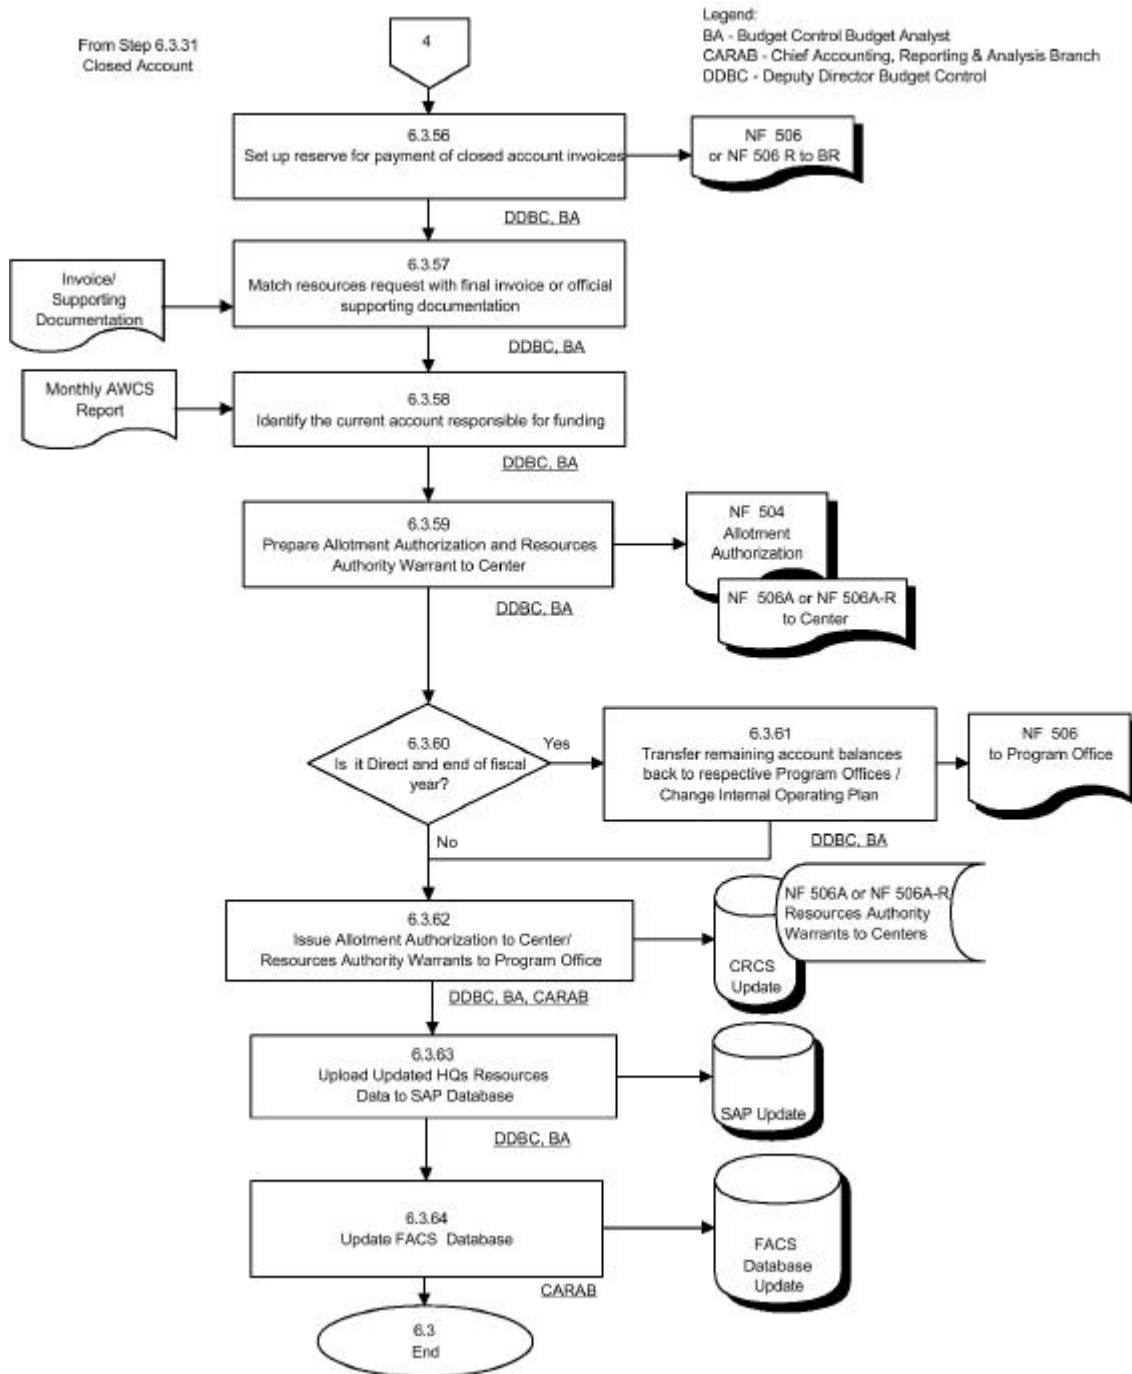 From Step 6.3.31
Closed Account
4
Legend:
BA - Budget Control Budget Analyst
CARAB - Chief Accounting, Reporting & Analysis Branch
DDBC - Deputy Director Budget Control
6.3.56
Set up reserve for payment of closed account invoices
NF 506
or NF 506 R to BR
DDBC, BA
Invoice/
Supporting
Documentation
6.3.57
Match resources request with final invoice or official
supporting documentation
DDBC, BA
Monthly AWCS
Report
6.3.58
Identify the current account responsible for funding
DDBC, BA
6.3.59
Prepare Allotment Authorization and Resources
Authority Warrant to Center
NF 504
Allotment
Authorization
NF 506A or NF 506A-R
to Center
DDBC, BA
6.3.60
Is it Direct and end of fiscal
year?
Yes
6.3.61
Transfer remaining account balances
back to respective Program Offices /
Change Internal Operating Plan
NF 506
to Program Office
No
DDBC, BA
6.3.62
Issue Allotment Authorization to Center/
Resources Authority Warrants to Program Office
NF 506A or NF 506A-R
Resources Authority
Warrants to Centers
CRCS
Update
DDBC, BA, CARAB
6.3.63
Upload Updated HQs Resources
Data to SAP Database
SAP Update
DDBC, BA
6.3.64
Update FACS Database
FACS
Database
Update
CARAB
6.3
End